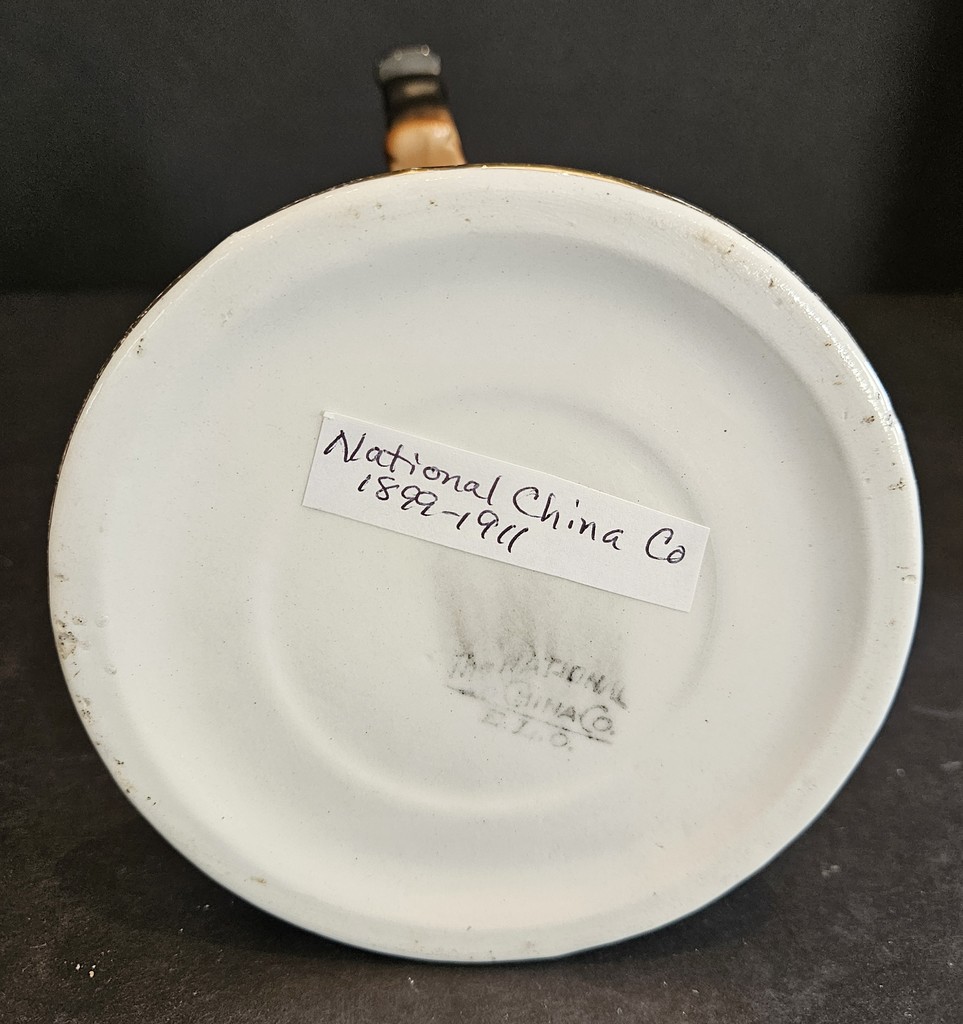 National China Co
1899-1911
THE NATIONAL
CHINA CO.
E.L.O.